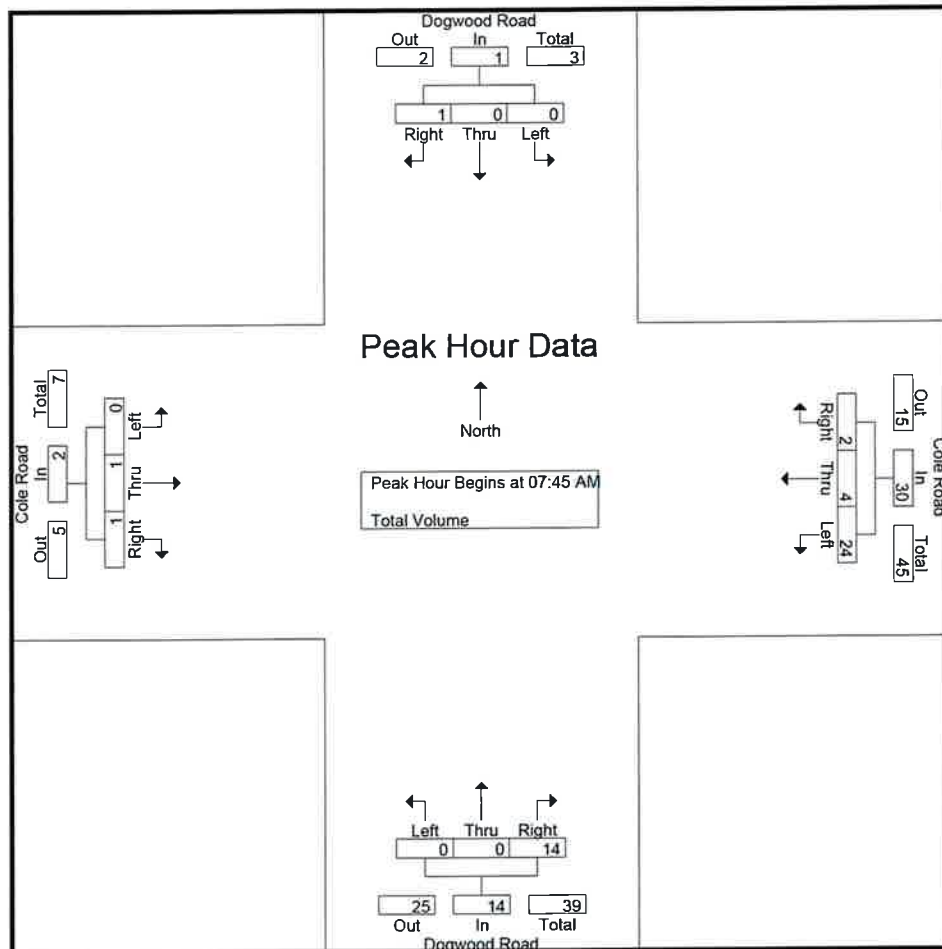 Dogwood Road
Out In Total
2 1 3
1 0 0
Right Thru Left
Peak Hour Data
North
Peak Hour Begins at 07:45 AM
Total Volume
Cole Road
Out In Total
5 2 7
0 1 1
Left Thru Right
Cole Road
Out In Total
15 30 45
2 4 24
Right Thru Left
Left Thru Right
0 0 14
25 14 39
Out In Total
Dogwood Road